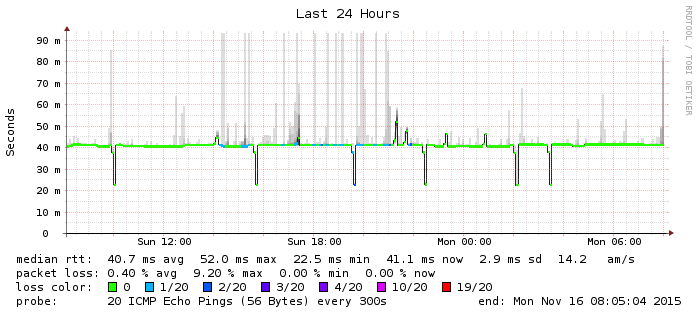 Last 24 Hours
RRDTOOL / TOBI OETIKER
Seconds
90 m
80 m
70 m
60 m
50 m
40 m
30 m
20 m
10 m
0
Sun 12:00 Sun 18:00 Mon 00:00 Mon 06:00
median rtt: 40.7 ms avg 52.0 ms max 22.5 ms min 41.1 ms now 2.9 ms sd 14.2 am/s
packet loss: 0.40 % avg 9.20 % max 0.00 % min 0.00 % now
loss color: 0 1/20 2/20 3/20 4/20 10/20 19/20
probe: 20 ICMP Echo Pings (56 Bytes) every 300s end: Mon Nov 16 08:05:04 2015